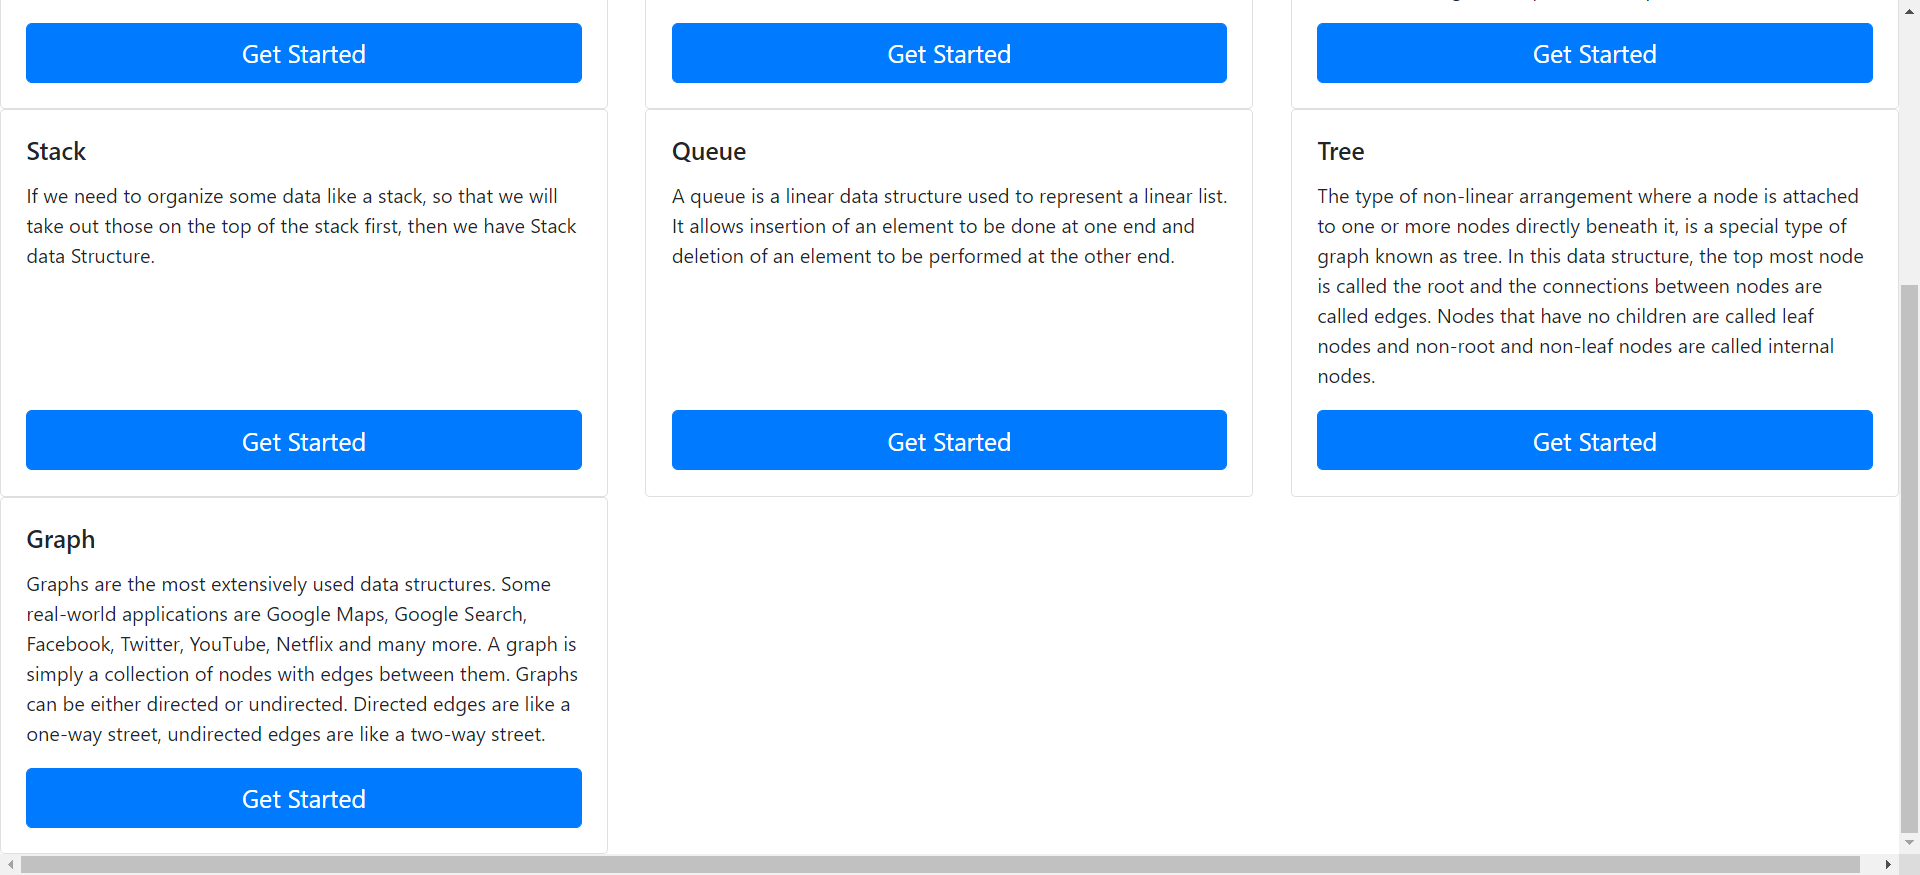 Get Started
Get Started
Get Started
Stack
If we need to organize some data like a stack, so that we will
take out those on the top of the stack first, then we have Stack
data Structure.
Get Started
Queue
A queue is a linear data structure used to represent a linear list.
It allows insertion of an element to be done at one end and
deletion of an element to be performed at the other end.
Get Started
Tree
The type of non-linear arrangement where a node is attached
to one or more nodes directly beneath it, is a special type of
graph known as tree. In this data structure, the top most node
is called the root and the connections between nodes are
called edges. Nodes that have no children are called leaf
nodes and non-root and non-leaf nodes are called internal
nodes.
Get Started
Graph
Graphs are the most extensively used data structures. Some
real-world applications are Google Maps, Google Search,
Facebook, Twitter, YouTube, Netflix and many more. A graph is
simply a collection of nodes with edges between them. Graphs
can be either directed or undirected. Directed edges are like a
one-way street, undirected edges are like a two-way street.
Get Started